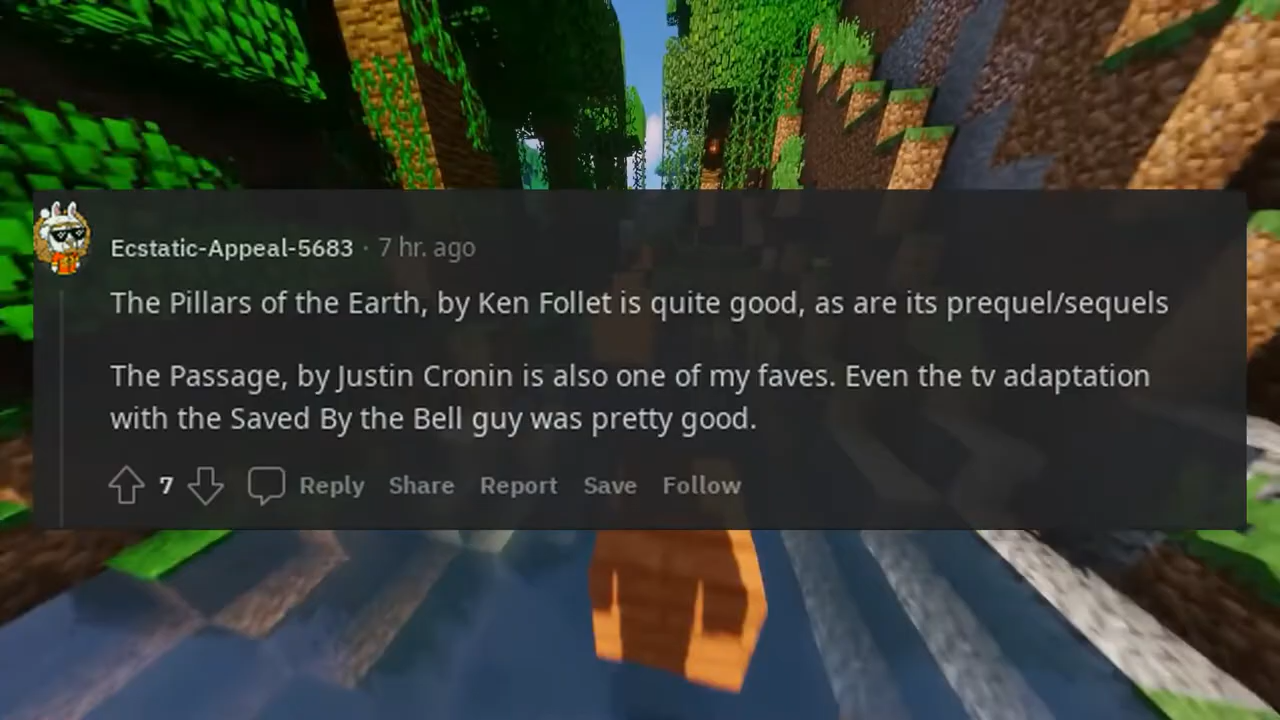 Ecstatic-Appeal-5683 · 7 hr. ago
The Pillars of the Earth, by Ken Follet is quite good, as are its prequel/sequels
The Passage, by Justin Cronin is also one of my faves. Even the tv adaptation
with the Saved By the Bell guy was pretty good.
7 Reply Share Report Save Follow